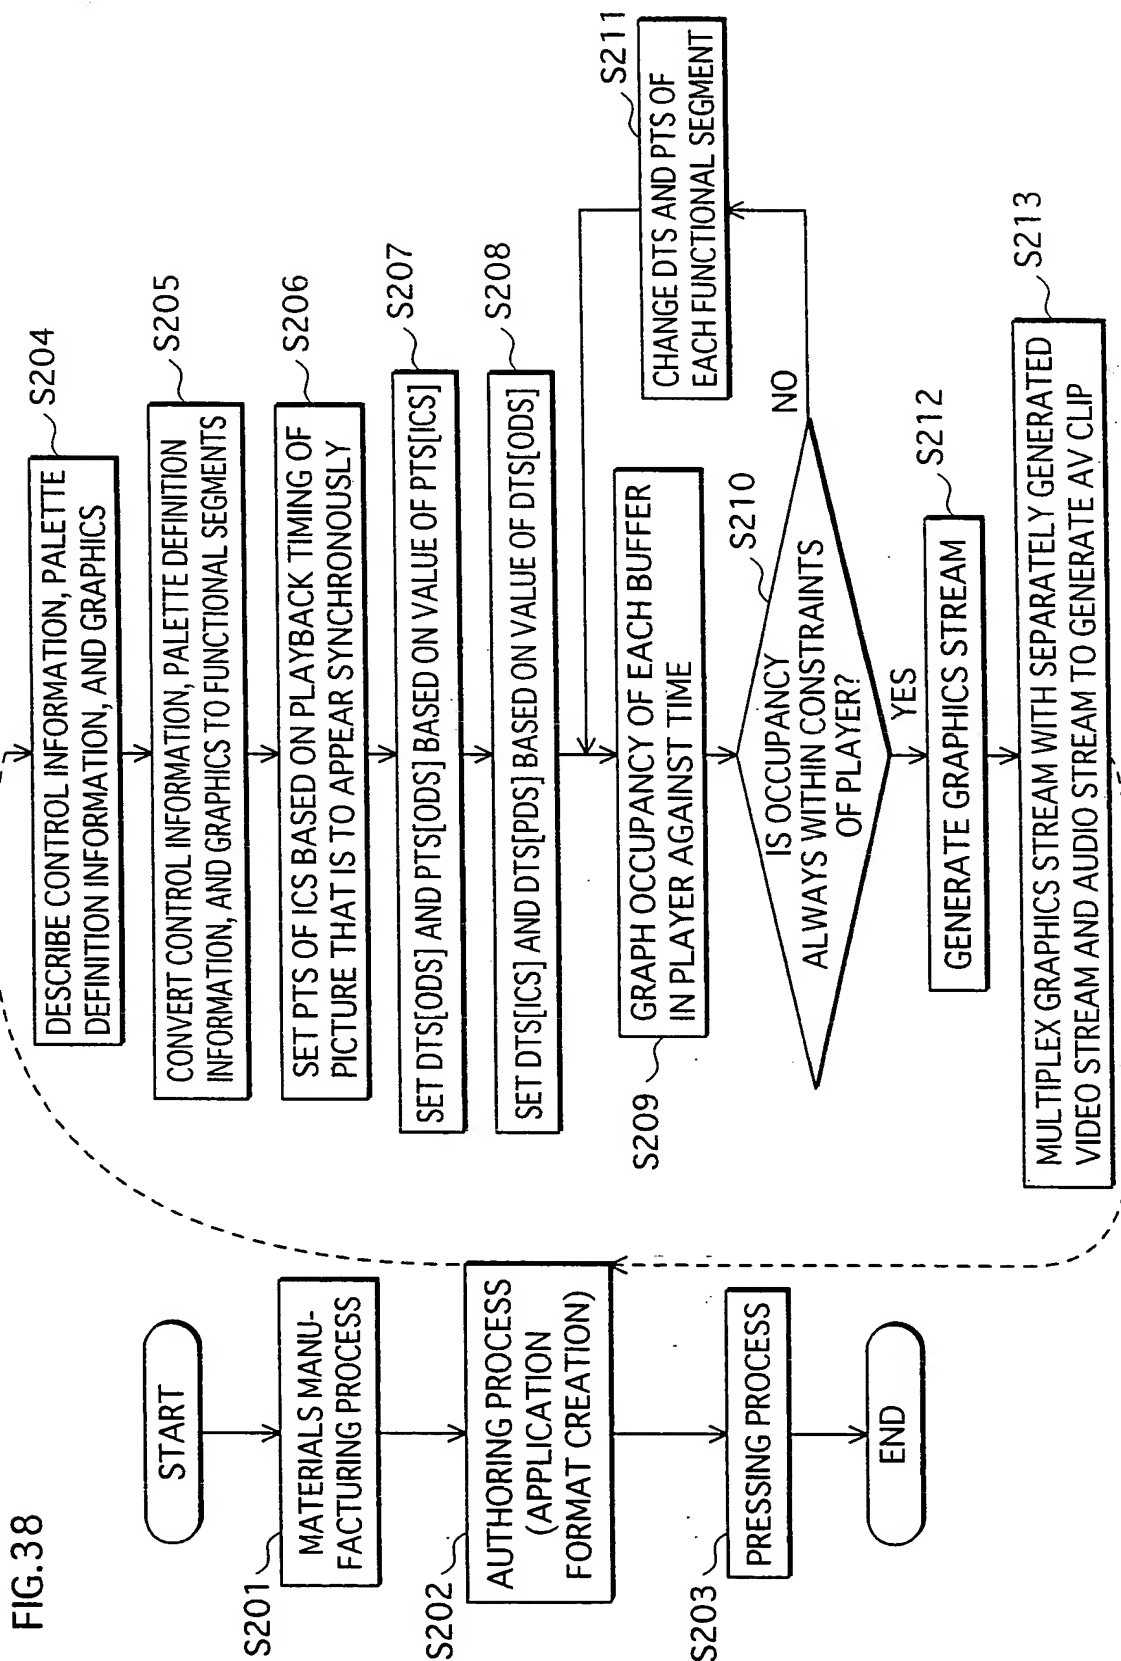 FIG.38
START
S201
MATERIALS MANU-
FACTURING PROCESS
S202
AUTHORING PROCESS
(APPLICATION
FORMAT CREATION)
S203
PRESSING PROCESS
END
S204
DESCRIBE CONTROL INFORMATION, PALETTE
DEFINITION INFORMATION, AND GRAPHICS
S205
CONVERT CONTROL INFORMATION, PALETTE DEFINITION
INFORMATION, AND GRAPHICS TO FUNCTIONAL SEGMENTS
S206
SET PTS OF ICS BASED ON PLAYBACK TIMING OF
PICTURE THAT IS TO APPEAR SYNCHRONOUSLY
S207
SET DTS[ODS] AND PTS[ODS] BASED ON VALUE OF PTS[ICS]
S208
SET DTS[ICS] AND DTS[PDS] BASED ON VALUE OF DTS[ODS]
S209
GRAPH OCCUPANCY OF EACH BUFFER
IN PLAYER AGAINST TIME
S210
IS OCCUPANCY
ALWAYS WITHIN CONSTRAINTS
OF PLAYER?
NO
S211
CHANGE DTS AND PTS OF
EACH FUNCTIONAL SEGMENT
YES
S212
GENERATE GRAPHICS STREAM
S213
MULTIPLEX GRAPHICS STREAM WITH SEPARATELY GENERATED
VIDEO STREAM AND AUDIO STREAM TO GENERATE AV CLIP